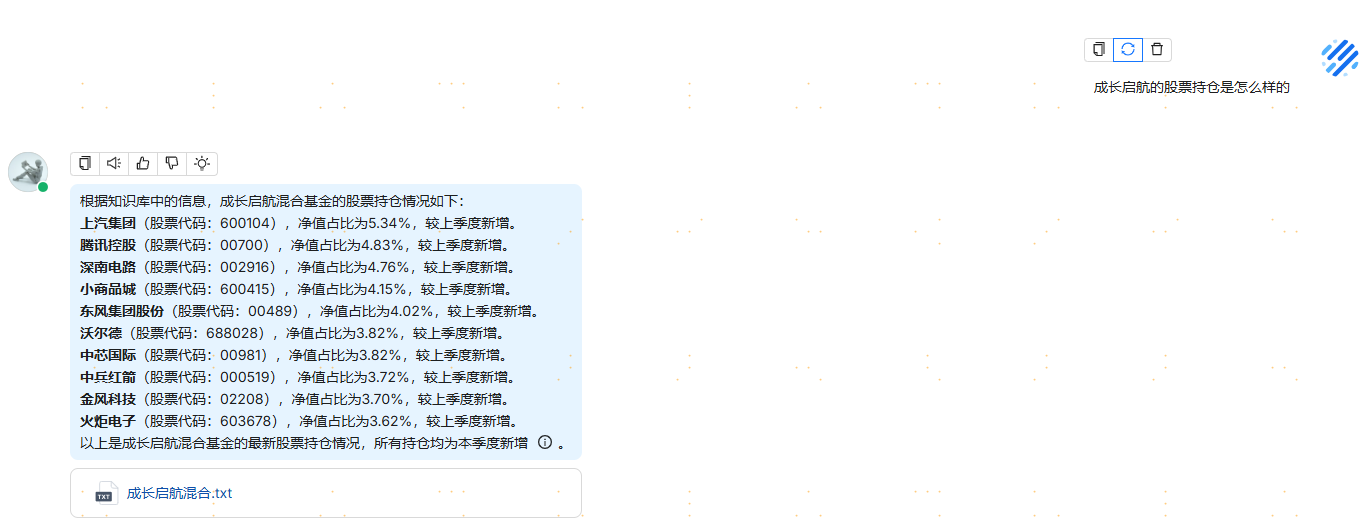 成长启航的股票持仓是怎么样的
根据知识库中的信息，成长启航混合基金的股票持仓情况如下：
上汽集团（股票代码：600104），净值占比为5.34%，较上季度新增。
腾讯控股（股票代码：00700），净值占比为4.83%，较上季度新增。
深南电路（股票代码：002916），净值占比为4.76%，较上季度新增。
小商品城（股票代码：600415），净值占比为4.15%，较上季度新增。
东风集团股份（股票代码：00489），净值占比为4.02%，较上季度新增。
沃尔德（股票代码：688028），净值占比为3.82%，较上季度新增。
中芯国际（股票代码：00981），净值占比为3.82%，较上季度新增。
中兵红箭（股票代码：000519），净值占比为3.72%，较上季度新增。
金风科技（股票代码：02208），净值占比为3.70%，较上季度新增。
火炬电子（股票代码：603678），净值占比为3.62%，较上季度新增。
以上是成长启航混合基金的最新股票持仓情况，所有持仓均为本季度新增 。
TXT 成长启航混合.txt